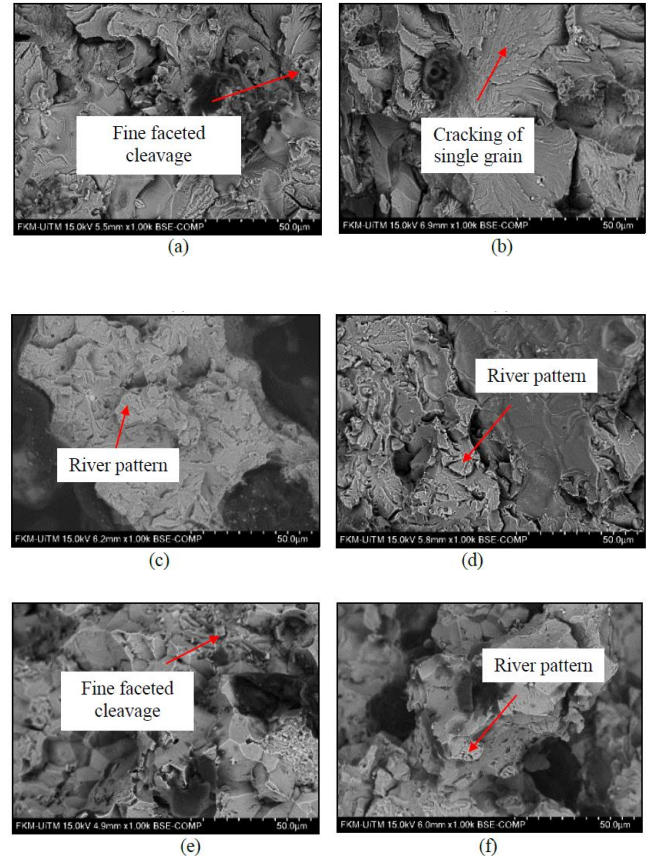 Fine faceted
cleavage
FKM-UiTM 15.0kV 5.5mm x1.00k BSE-COMP 50.0µm
(a)
Cracking of
single grain
FKM-UiTM 15.0kV 6.9mm x1.00k BSE-COMP 50.0µm
(b)
River pattern
FKM-UiTM 15.0kV 6.2mm x1.00k BSE-COMP 50.0µm
(c)
River pattern
FKM-UiTM 15.0kV 5.8mm x1.00k BSE-COMP 50.0µm
(d)
Fine faceted
cleavage
FKM-UiTM 15.0kV 4.9mm x1.00k BSE-COMP 50.0µm
(e)
River pattern
FKM-UiTM 15.0kV 6.0mm x1.00k BSE-COMP 50.0µm
(f)